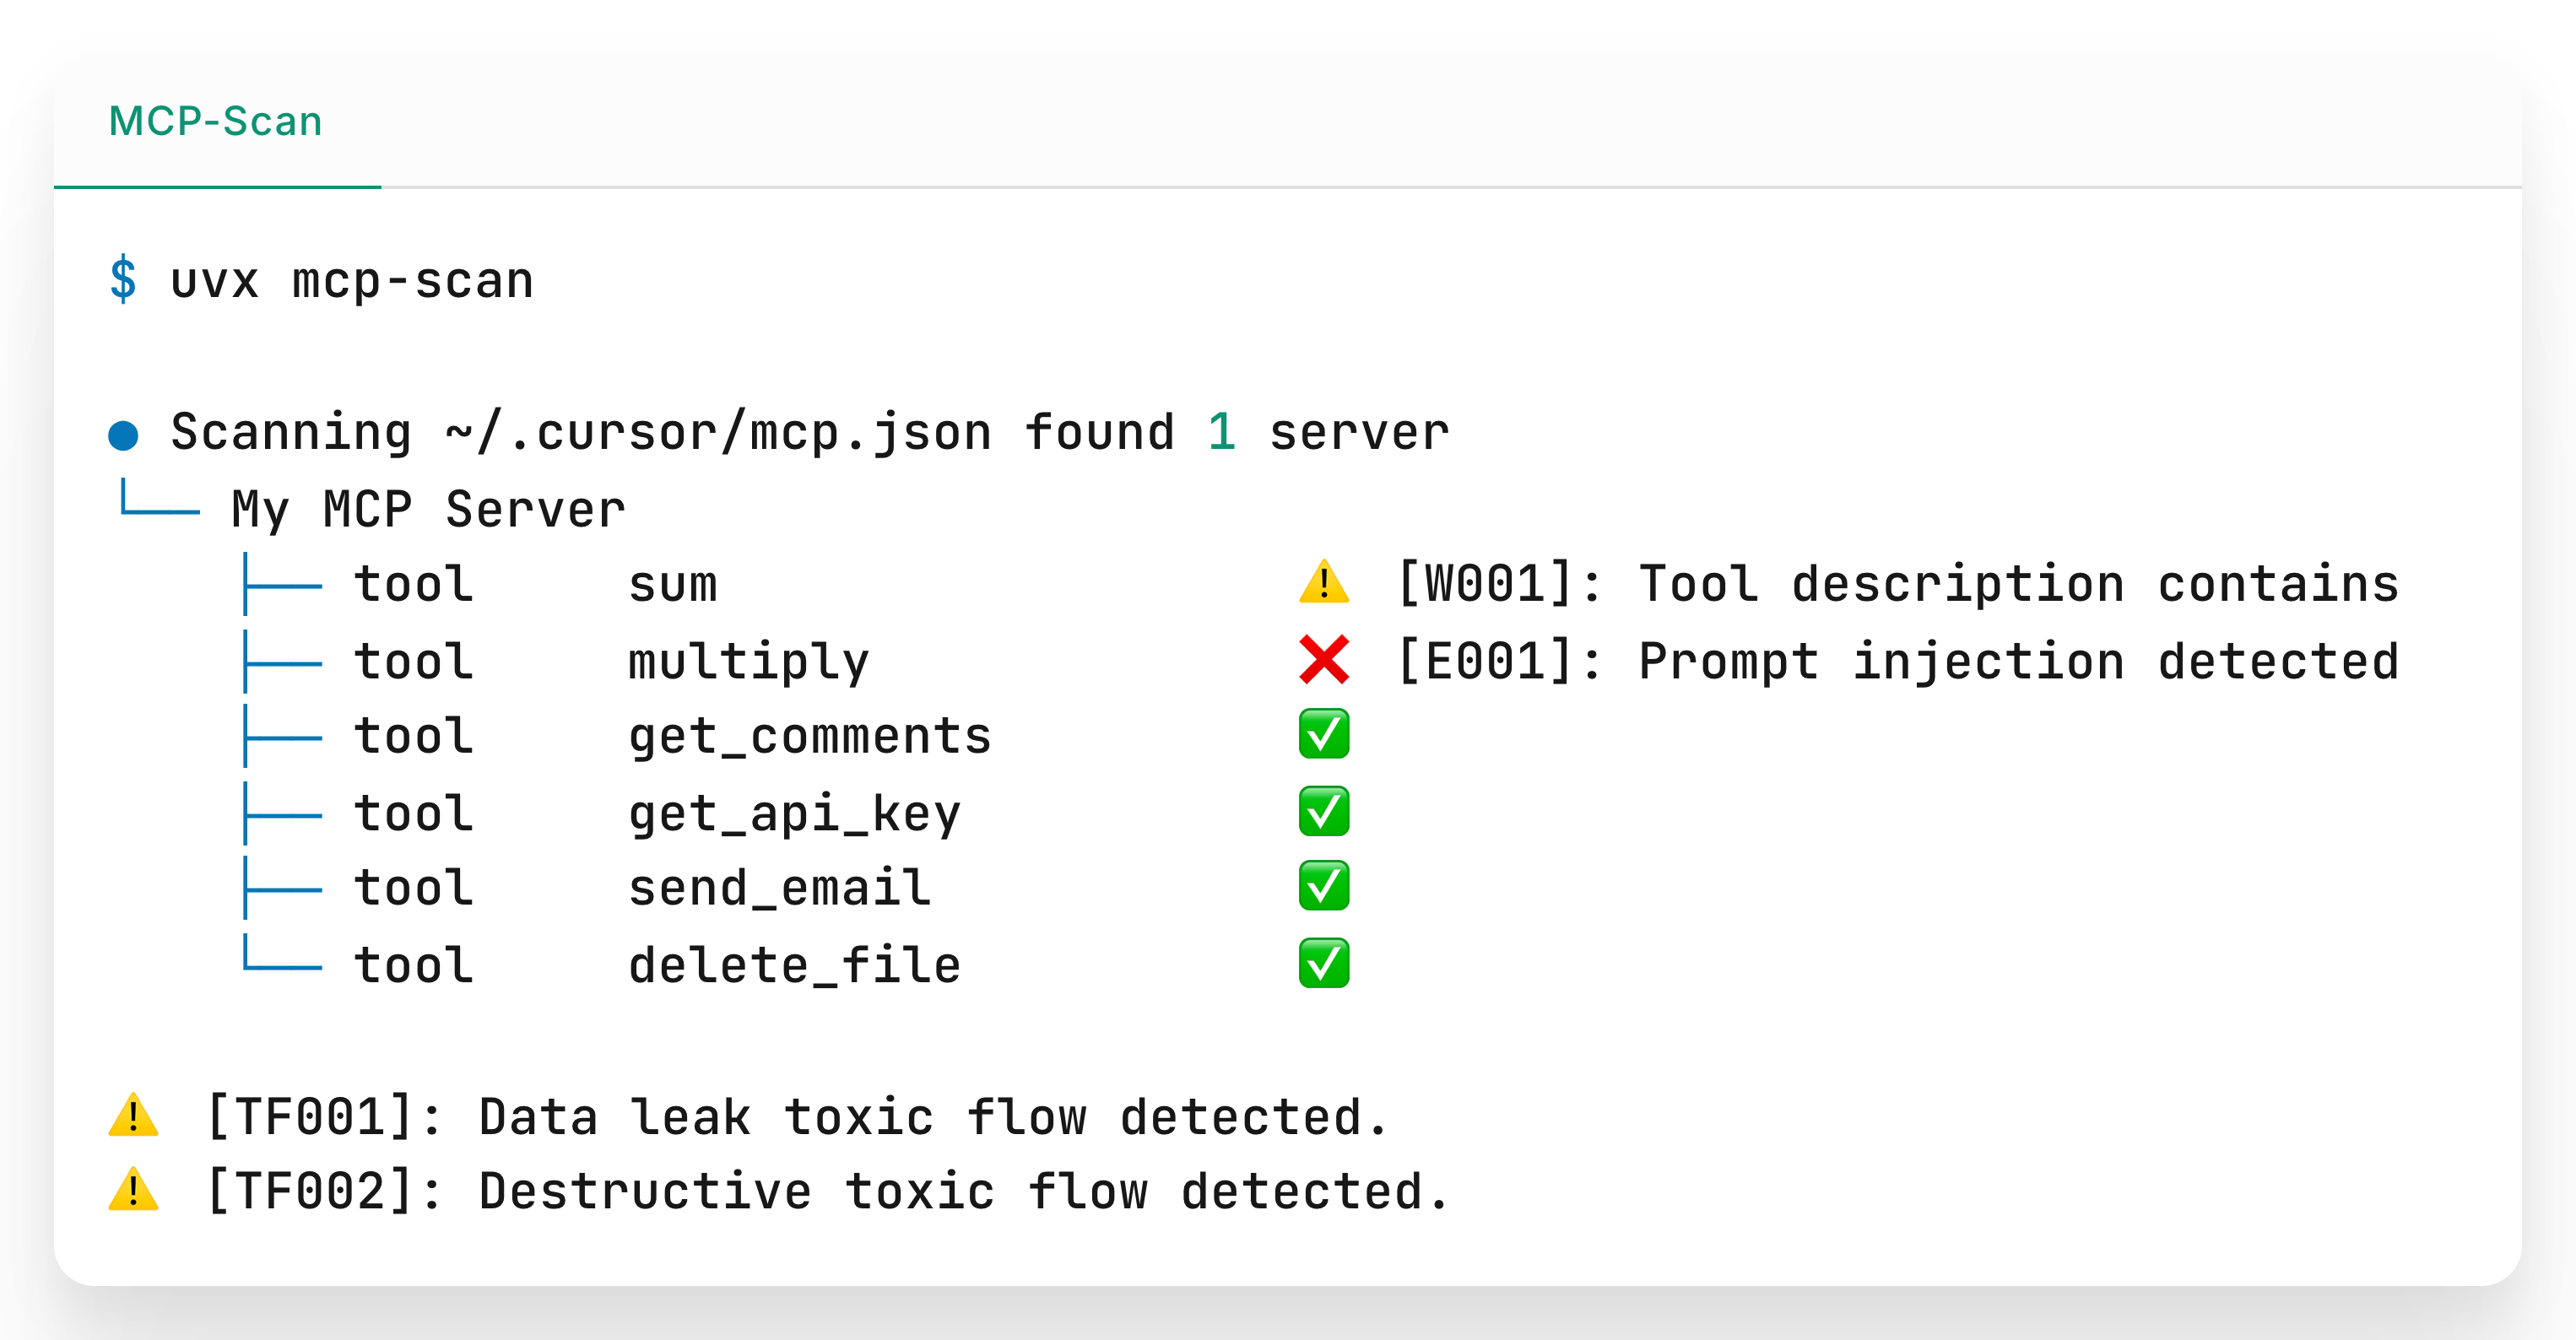 MCP-Scan
$ uvx mcp-scan
● Scanning ~/.cursor/mcp.json found 1 server
└── My MCP Server
├── tool sum ⚠️ [W001]: Tool description contains
├── tool multiply ❌ [E001]: Prompt injection detected
├── tool get_comments ✅
├── tool get_api_key ✅
├── tool send_email ✅
└── tool delete_file ✅
⚠️ [TF001]: Data leak toxic flow detected.
⚠️ [TF002]: Destructive toxic flow detected.